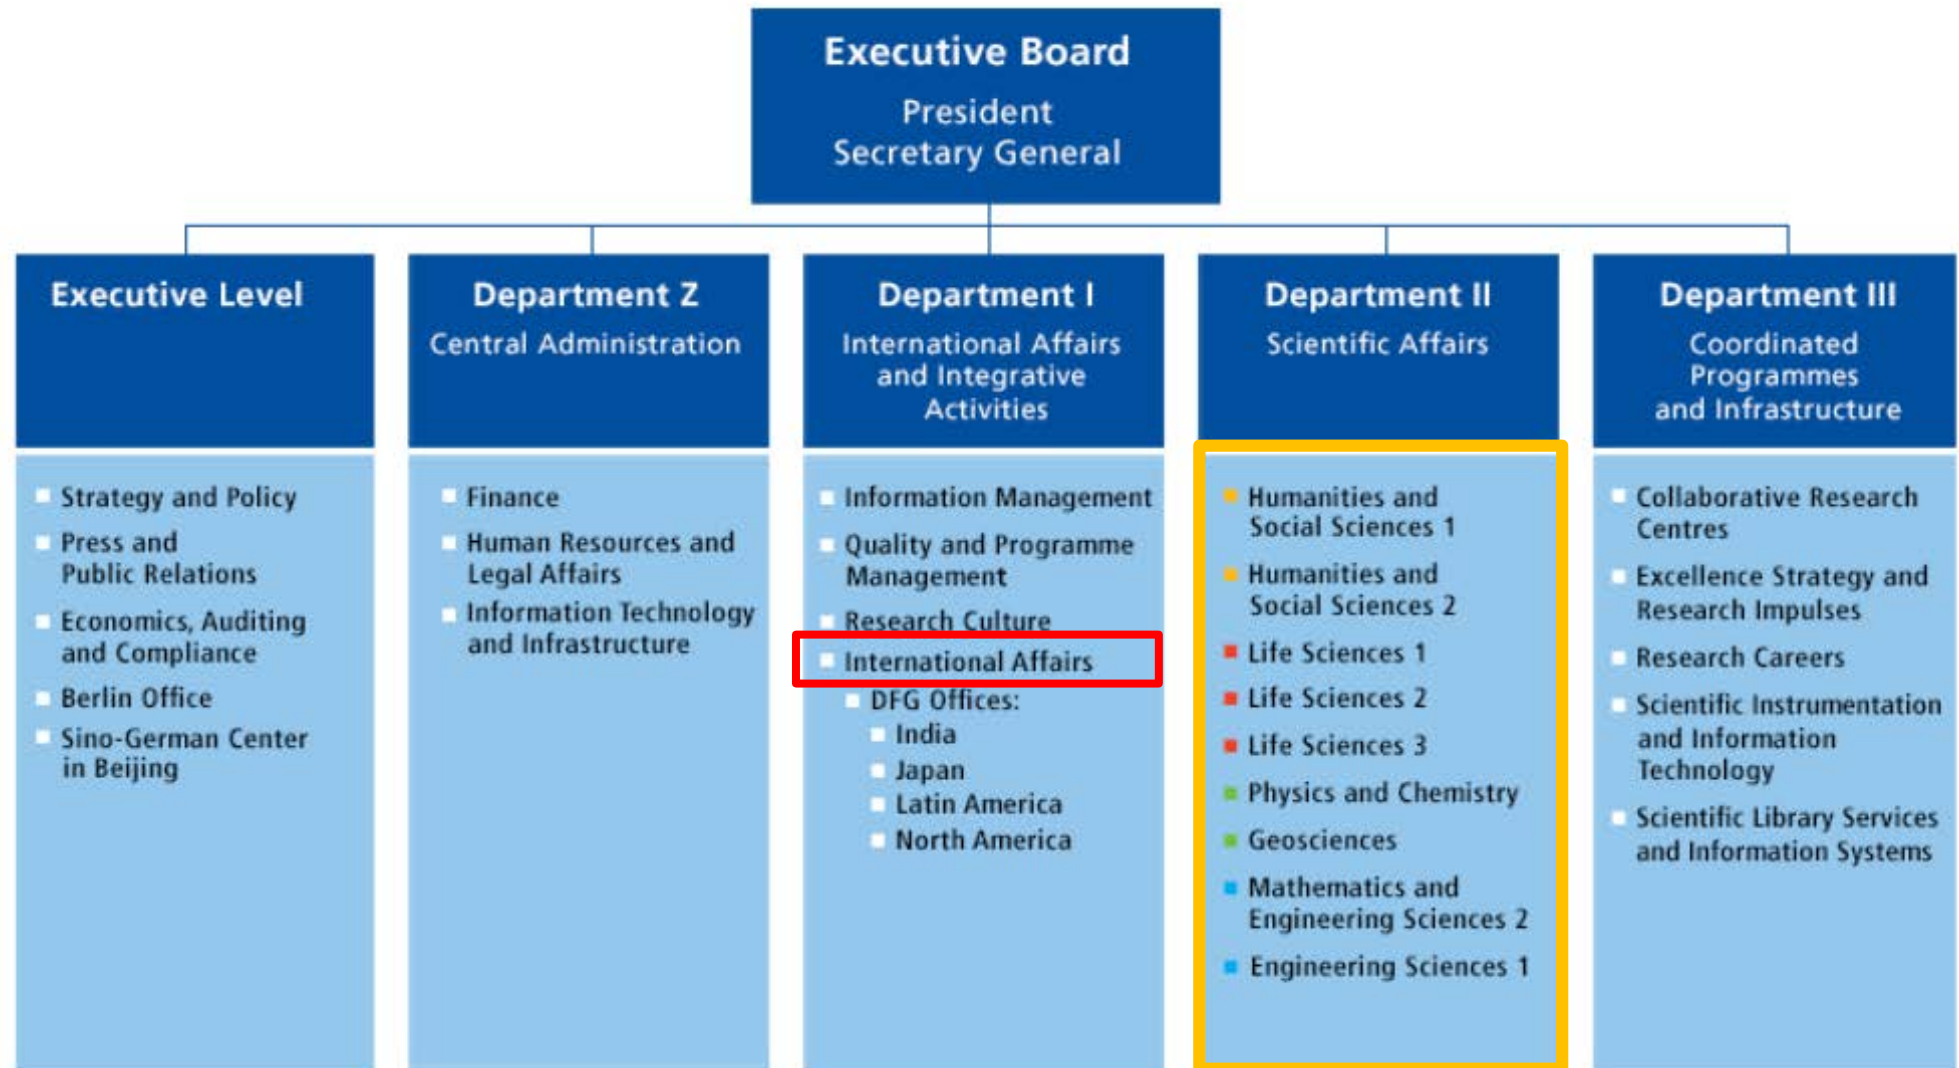 Executive Board
President
Secretary General
Executive Level
Strategy and Policy
Press and
Public Relations
Economics, Auditing
and Compliance
Berlin Office
Sino-German Center
in Beijing
Department Z
Central Administration
Finance
Human Resources and
Legal Affairs
Information Technology
and Infrastructure
Department I
International Affairs
and Integrative
Activities
Information Management
Quality and Programme
Management
Research Culture
International Affairs
DFG Offices:
India
Japan
Latin America
North America
Department II
Scientific Affairs
Humanities and
Social Sciences 1
Humanities and
Social Sciences 2
Life Sciences 1
Life Sciences 2
Life Sciences 3
Physics and Chemistry
Geosciences
Mathematics and
Engineering Sciences 2
Engineering Sciences 1
Department III
Coordinated
Programmes
and Infrastructure
Collaborative Research
Centres
Excellence Strategy and
Research Impulses
Research Careers
Scientific Instrumentation
and Information
Technology
Scientific Library Services
and Information Systems